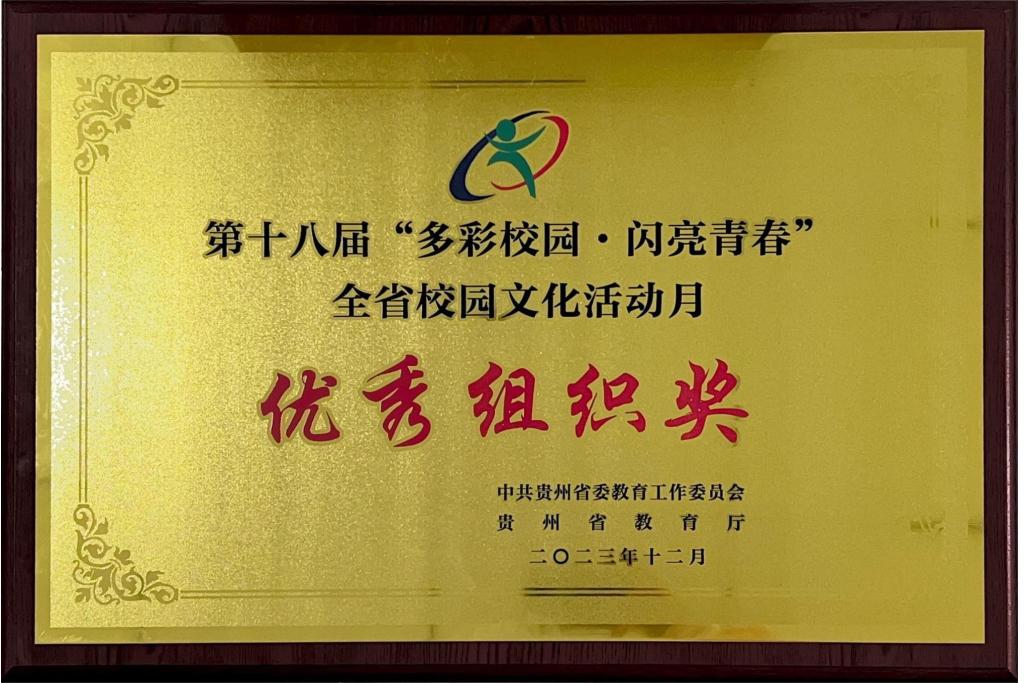 第十八届“多彩校园·闪亮青春”
全省校园文化活动月
优秀组织奖
中共贵州省委教育工作委员会
贵州省教育厅
二〇二三年十二月